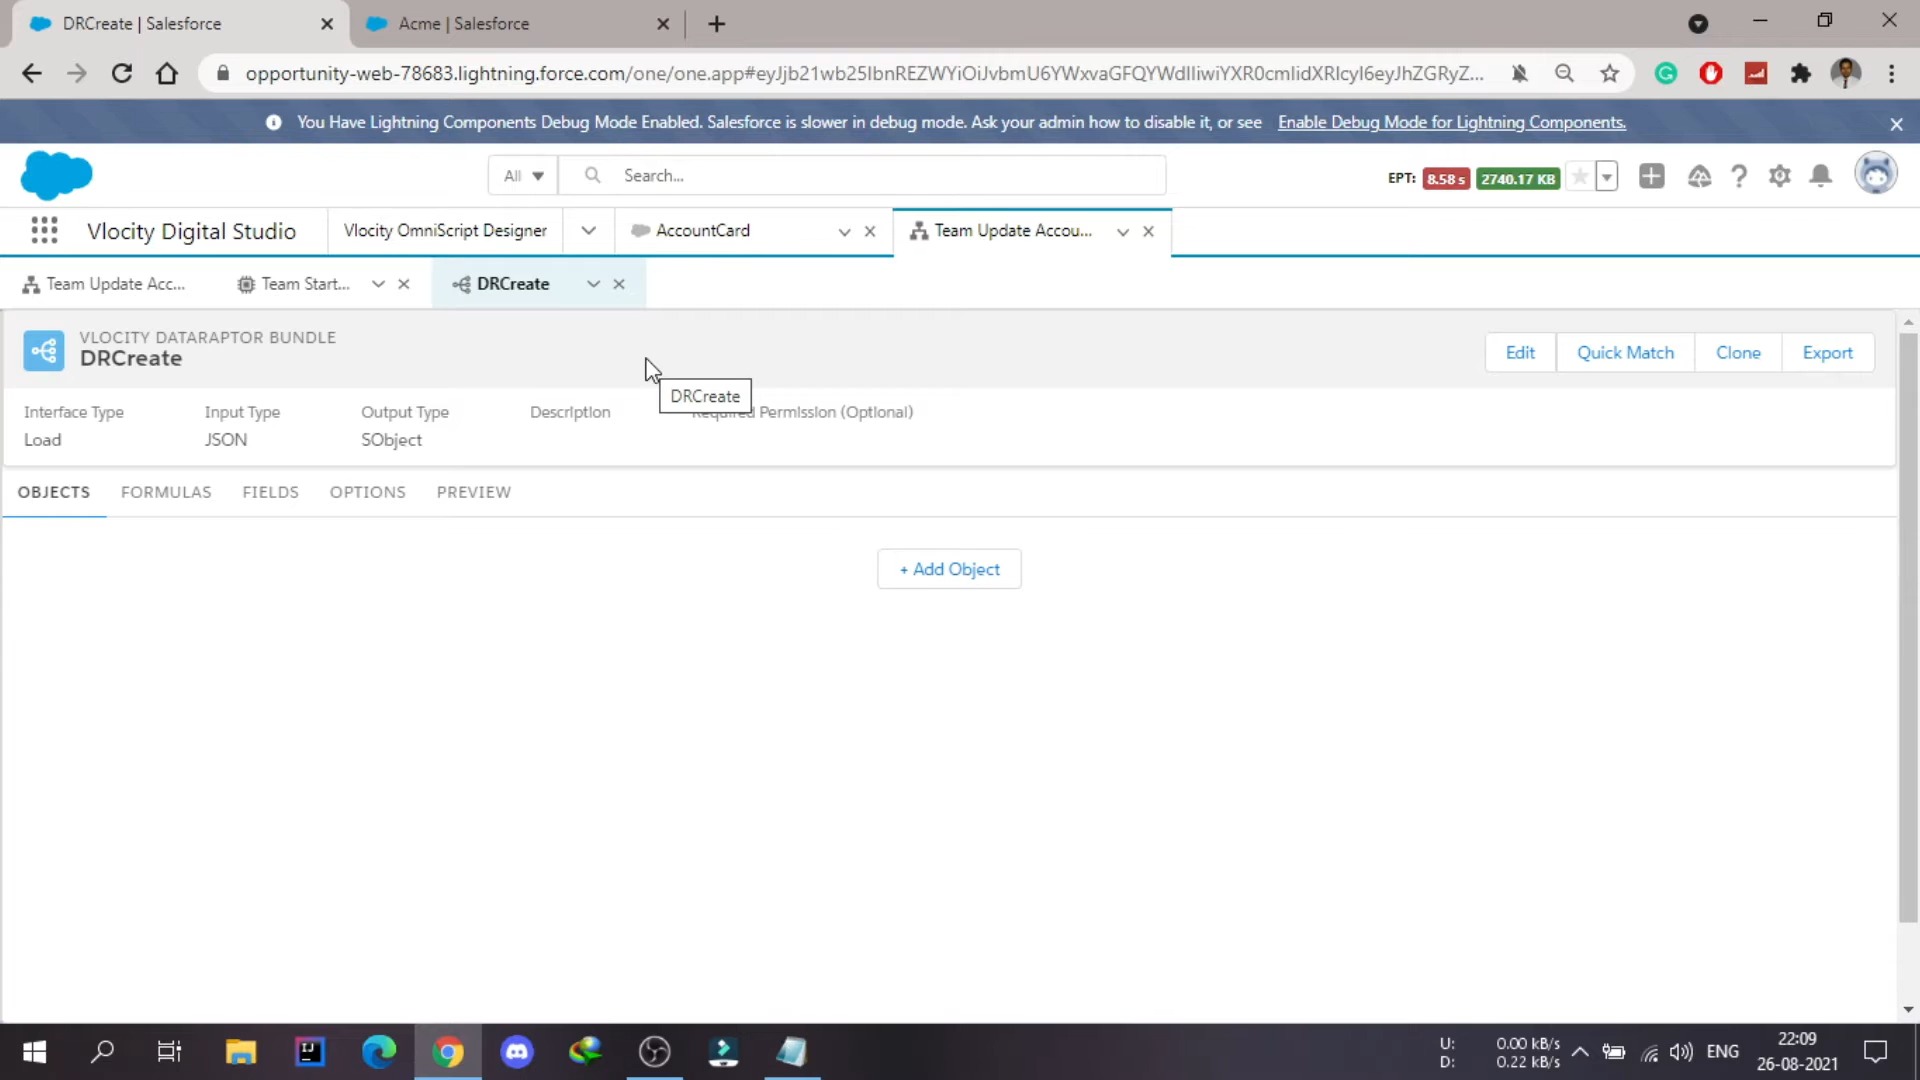 DRCreate | Salesforce
Acme | Salesforce
opportunity-web-78683.lightning.force.com/one/one.app#eyJjb21wb25lbnREZWYiOiJvbmU6YWxvaGFQYWdlIiwiYXR0cmlidXRlcyI6eyJhZGRyZ...
You Have Lightning Components Debug Mode Enabled. Salesforce is slower in debug mode. Ask your admin how to disable it, or see Enable Debug Mode for Lightning Components.
All
Search...
EPT: 8.58 s 2740.17 KB
Vlocity Digital Studio
Vlocity OmniScript Designer
AccountCard
Team Update Accou...
Team Update Acc...
Team Start...
DRCreate
VLOCITY DATARAPTOR BUNDLE
DRCreate
Edit
Quick Match
Clone
Export
DRCreate
Interface Type
Input Type
Output Type
Description
Required Permission (Optional)
Load
JSON
SObject
OBJECTS
FORMULAS
FIELDS
OPTIONS
PREVIEW
+ Add Object
U: 0.00 kB/s
D: 0.22 kB/s
ENG
22:09
26-08-2021